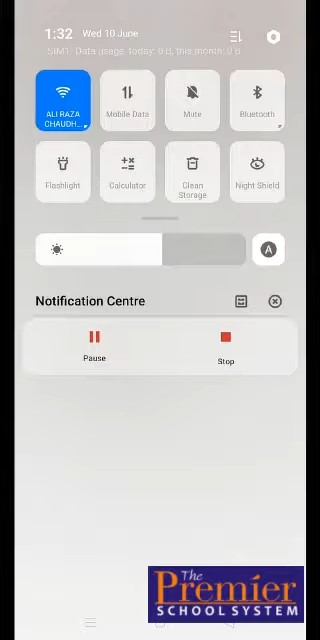 1:32 Wed 10 June
SIM1: Data usage: today: 0 B, this month: 0 B
ALI RAZA
CHAUDH...
Mobile Data
Mute
Bluetooth
Flashlight
Calculator
Clean
Storage
Night Shield
A
Notification Centre
Pause
Stop
The
Premier
SCHOOL SYSTEM